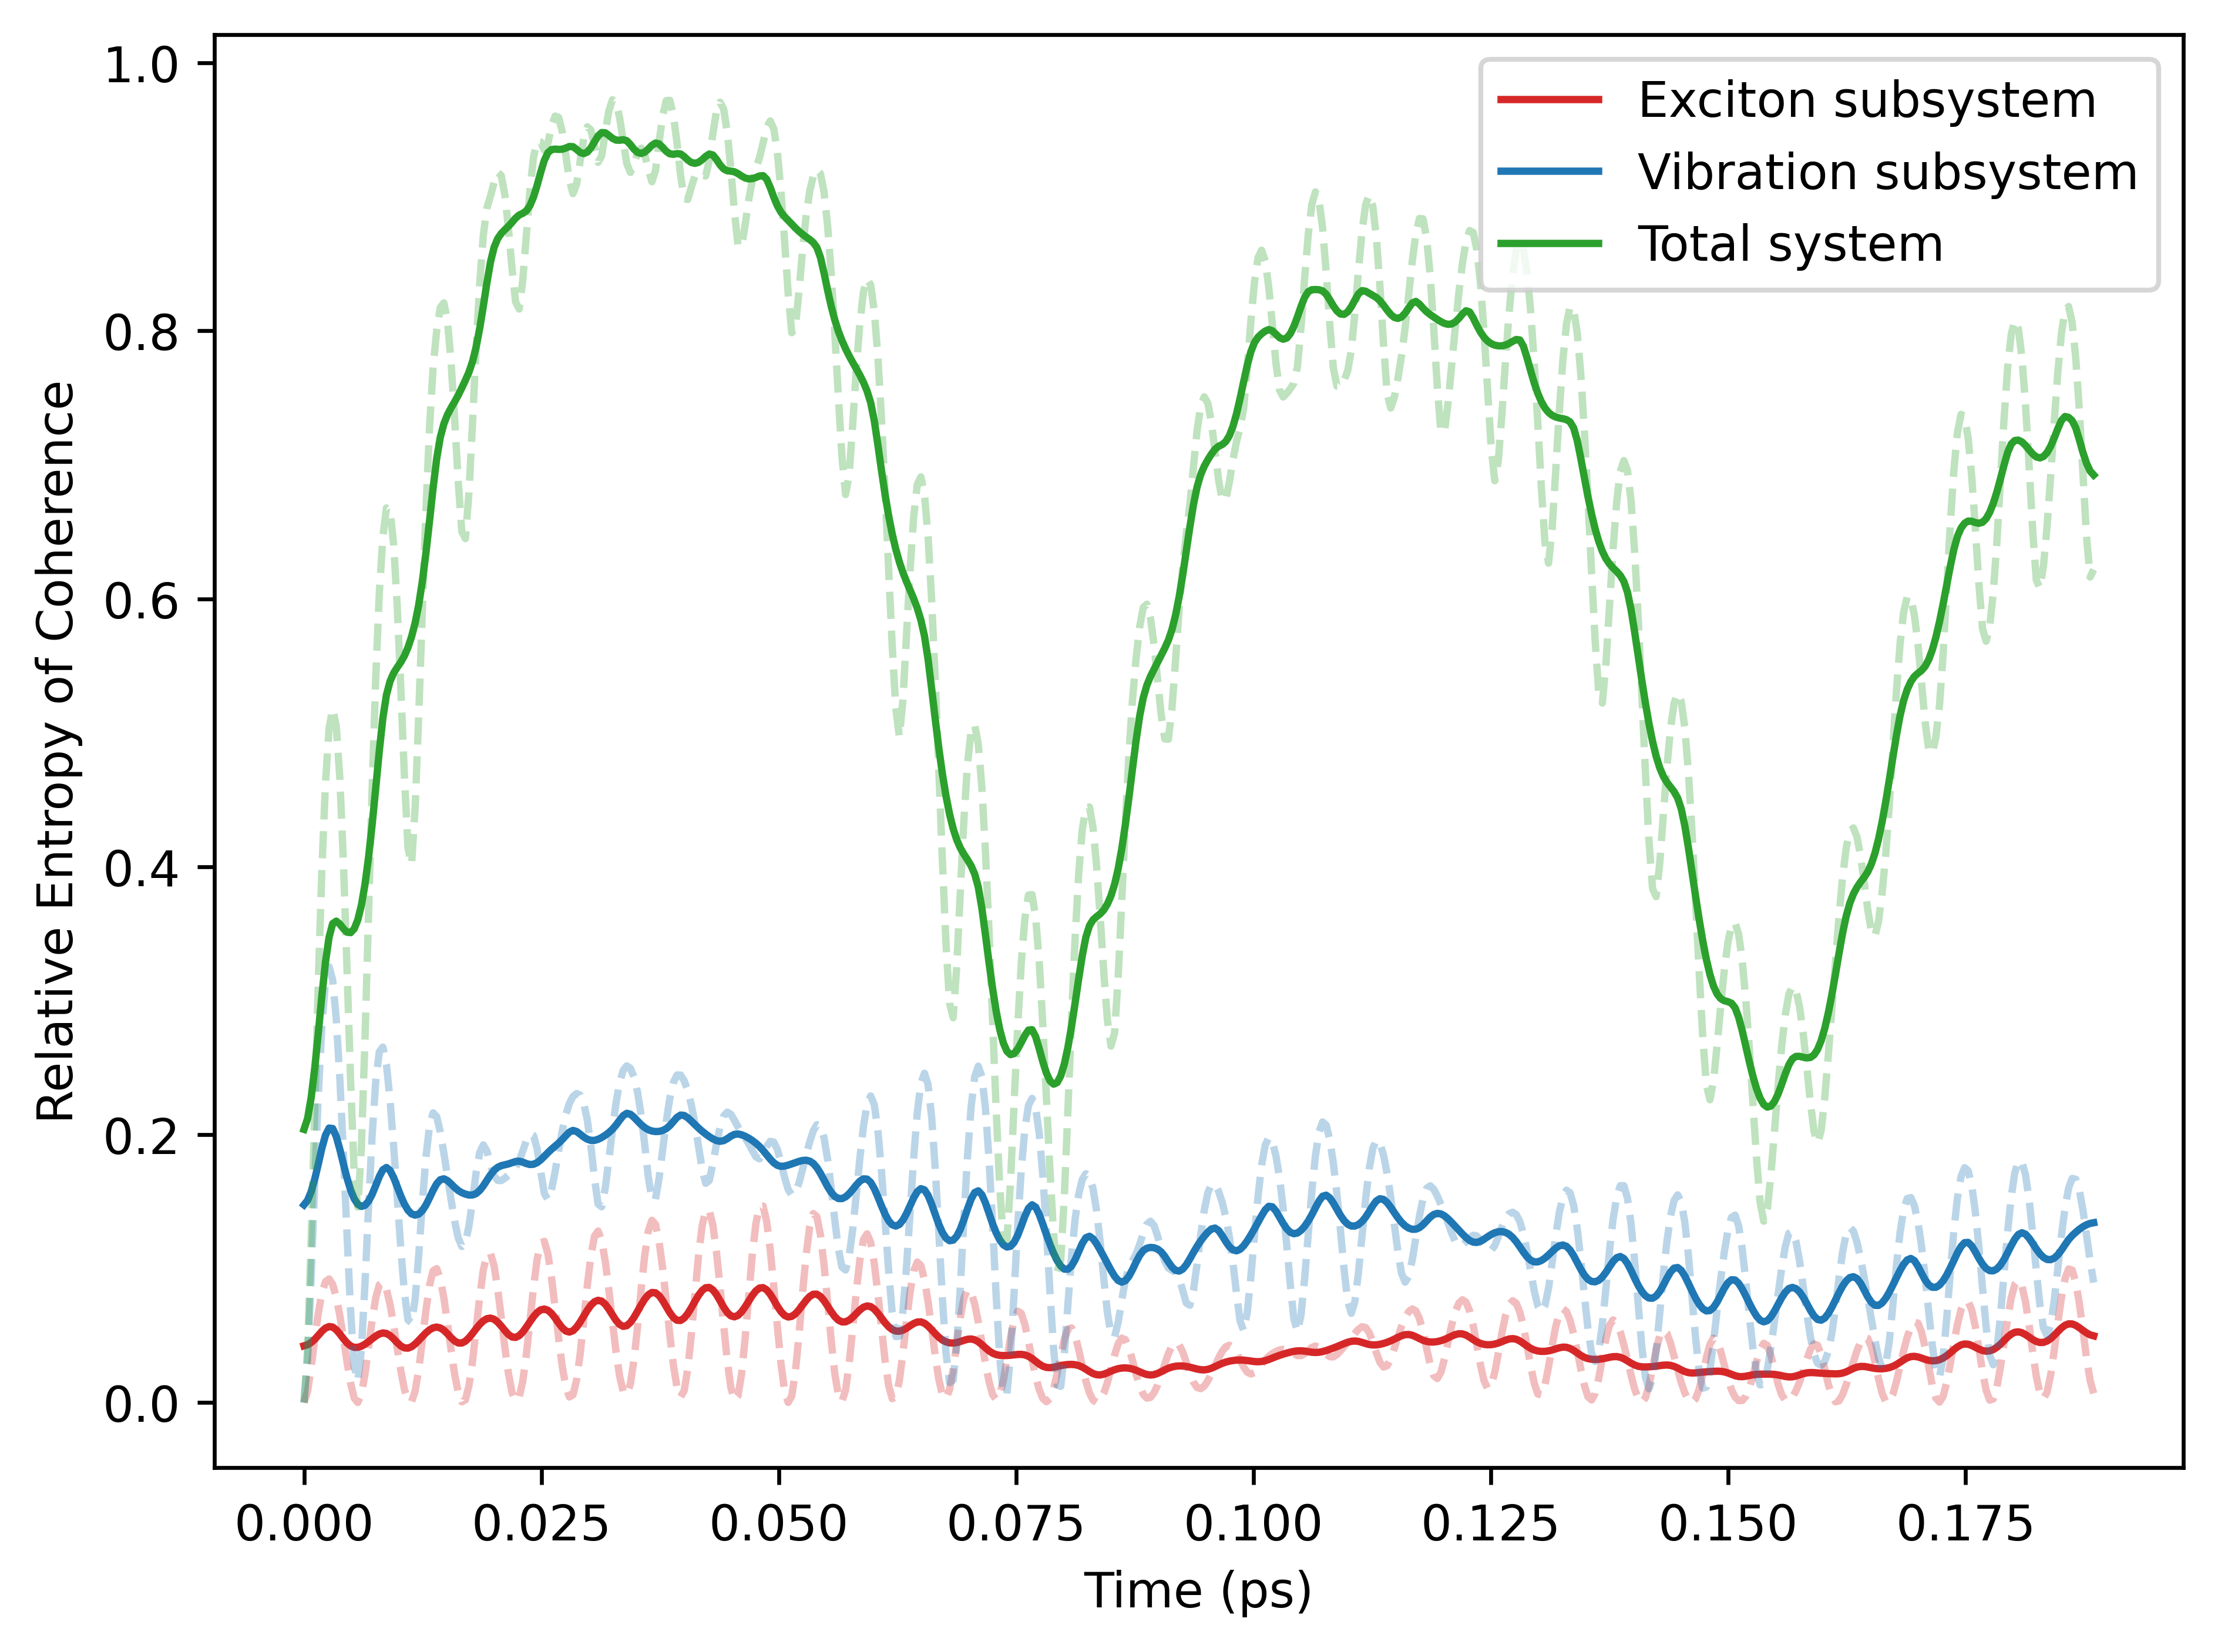 1.0
0.8
0.6
0.4
0.2
0.0
Relative Entropy of Coherence
Exciton subsystem
Vibration subsystem
Total system
0.000 0.025 0.050 0.075 0.100 0.125 0.150 0.175
Time (ps)